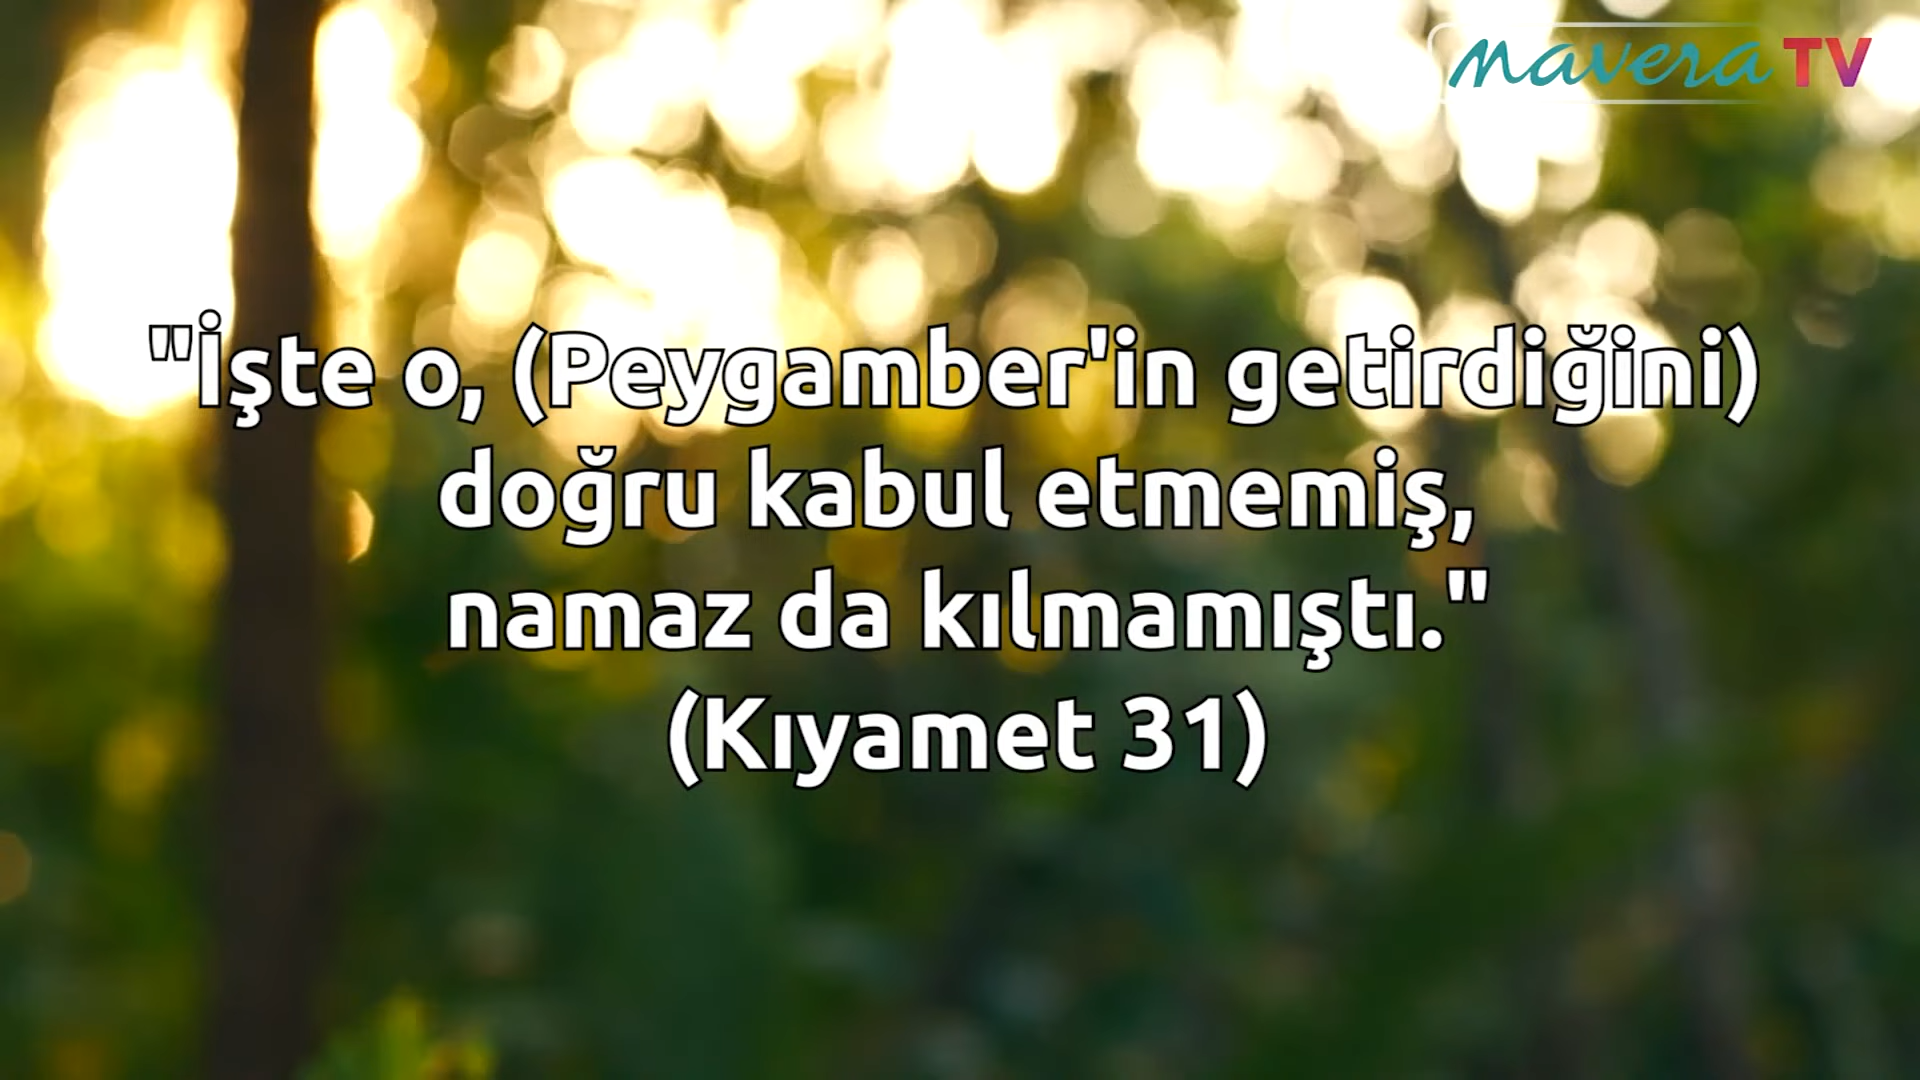 mavera TV
"İşte o, (Peygamber'in getirdiğini)
doğru kabul etmemiş,
namaz da kılmamıştı."
(Kıyamet 31)